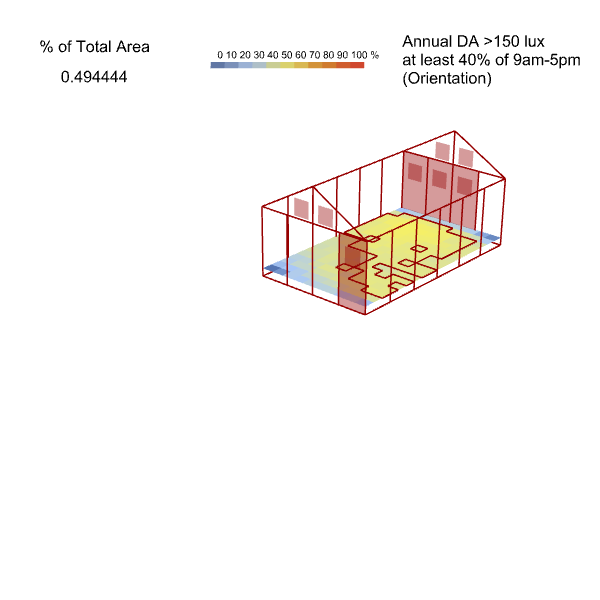 % of Total Area
0.494444
0 10 20 30 40 50 60 70 80 90 100 %
Annual DA >150 lux
at least 40% of 9am-5pm
(Orientation)